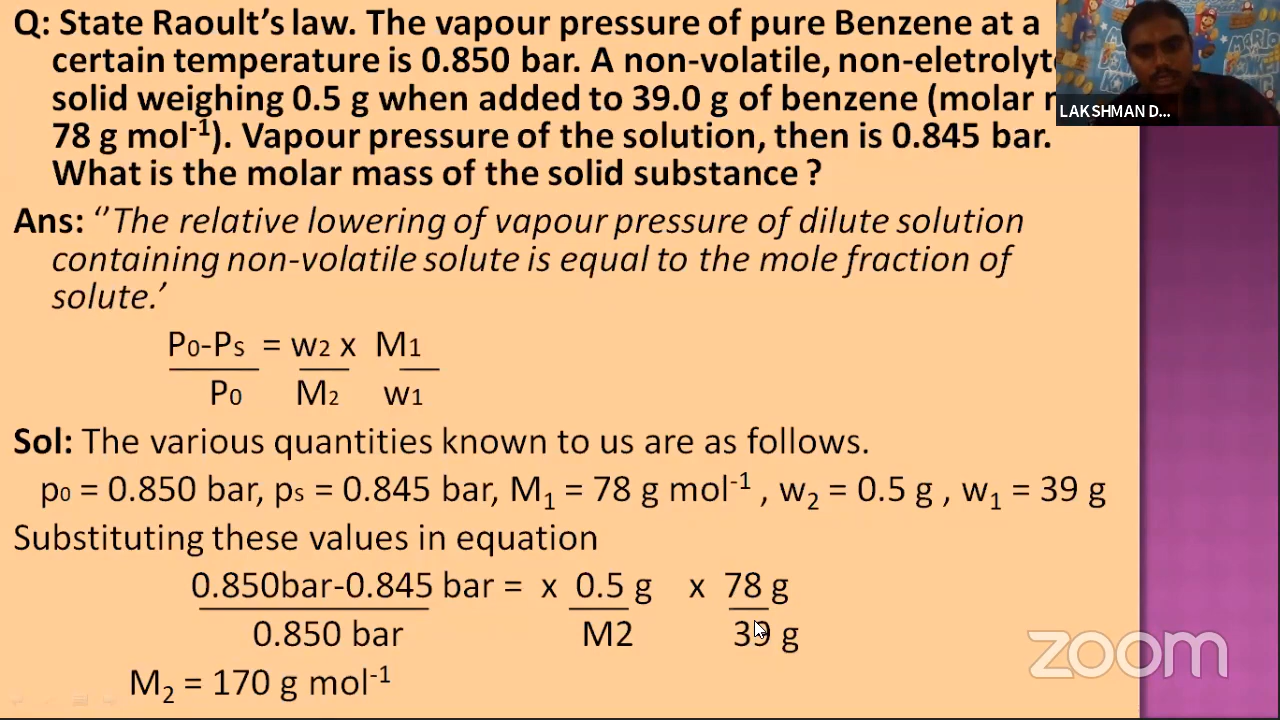 Q: State Raoult’s law. The vapour pressure of pure Benzene at a
certain temperature is 0.850 bar. A non-volatile, non-eletrolyt
solid weighing 0.5 g when added to 39.0 g of benzene (molar
78 g mol-1). Vapour pressure of the solution, then is 0.845 bar.
What is the molar mass of the solid substance ?
LAKSHMAN D...
Ans: ‘’The relative lowering of vapour pressure of dilute solution
containing non-volatile solute is equal to the mole fraction of
solute.’
P0-Ps = w2 x M1
P0 M2 w1
Sol: The various quantities known to us are as follows.
p0 = 0.850 bar, ps = 0.845 bar, M1 = 78 g mol-1 , w2 = 0.5 g , w1 = 39 g
Substituting these values in equation
0.850bar-0.845 bar = x 0.5 g x 78 g
0.850 bar M2 39 g
M2 = 170 g mol-1
zoom